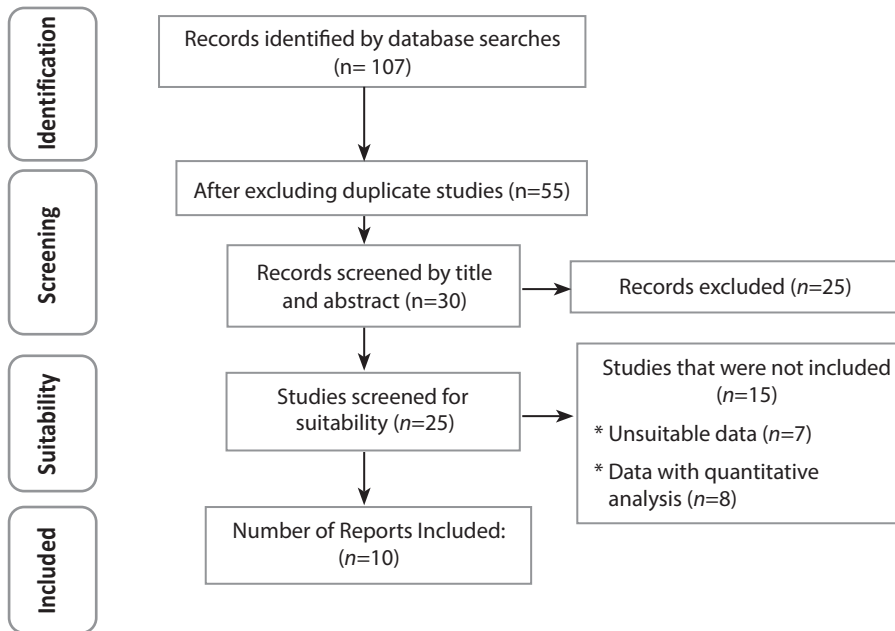 Identification
Records identified by database searches
(n= 107)
Screening
After excluding duplicate studies (n=55)
Records screened by title
and abstract (n=30)
Records excluded (n=25)
Suitability
Studies screened for
suitability (n=25)
Studies that were not included
(n=15)
* Unsuitable data (n=7)
* Data with quantitative
analysis (n=8)
Included
Number of Reports Included:
(n=10)